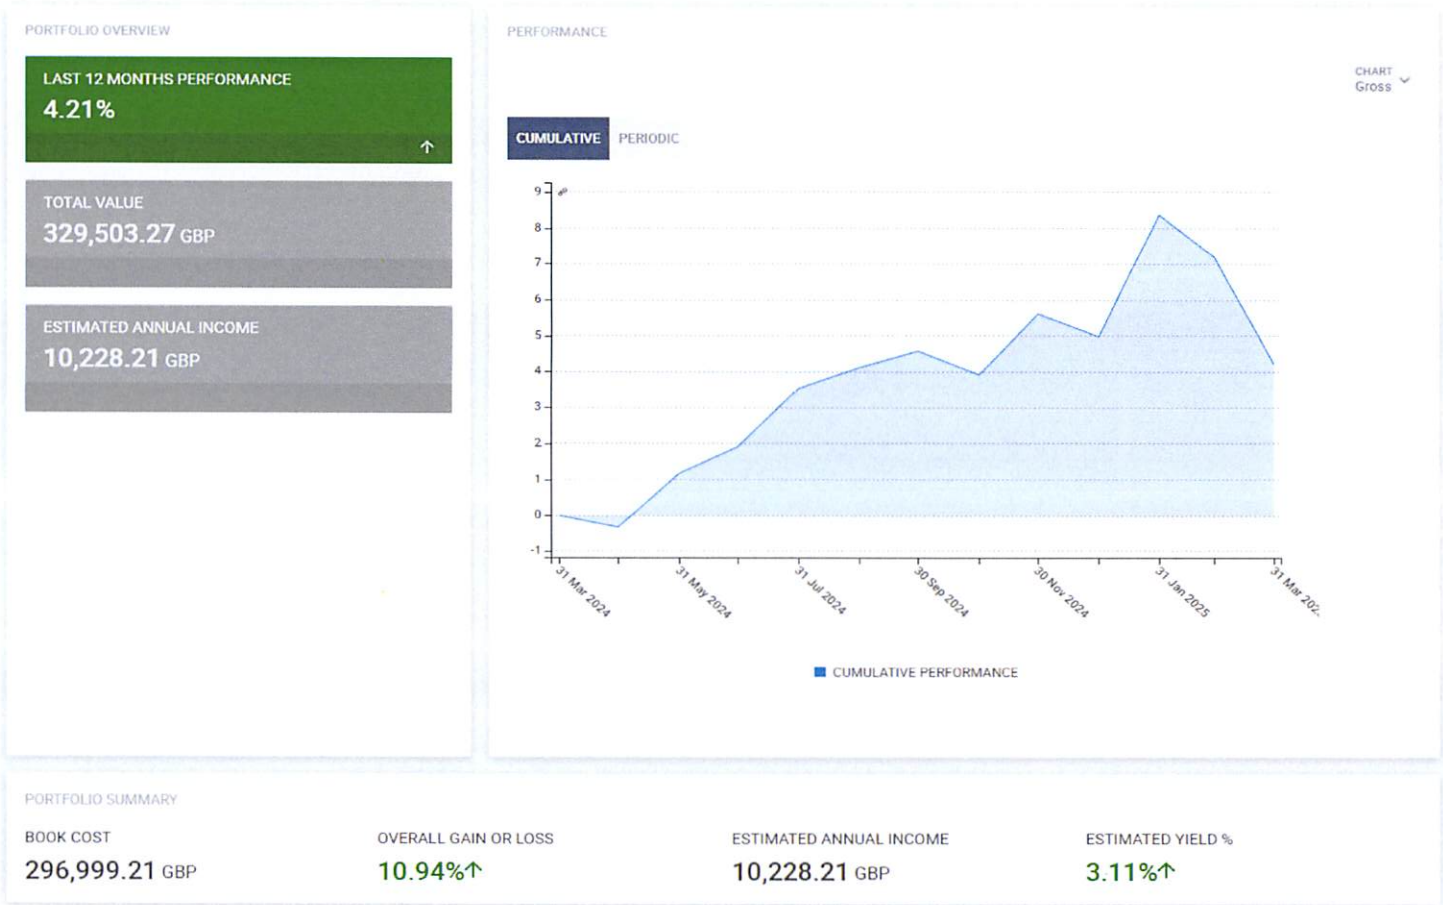 PORTFOLIO OVERVIEW
LAST 12 MONTHS PERFORMANCE
4.21%
TOTAL VALUE
329,503.27 GBP
ESTIMATED ANNUAL INCOME
10,228.21 GBP
PERFORMANCE
CHART
Gross
CUMULATIVE PERIODIC
9
8
7
6
5
4
3
2
1
0
-1
31 Mar 2024
31 May 2024
31 Jul 2024
30 Sep 2024
30 Nov 2024
31 Jan 2025
31 Mar 202
CUMULATIVE PERFORMANCE
PORTFOLIO SUMMARY
BOOK COST
296,999.21 GBP
OVERALL GAIN OR LOSS
10.94%↑
ESTIMATED ANNUAL INCOME
10,228.21 GBP
ESTIMATED YIELD %
3.11%↑